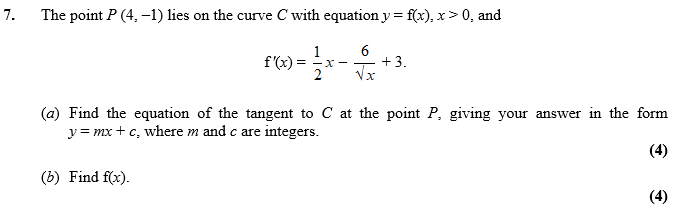 7. The point P (4, –1) lies on the curve C with equation y = f(x), x > 0, and
f'(x) = 1/2 x – 6/√x + 3.
(a) Find the equation of the tangent to C at the point P, giving your answer in the form
y = mx + c, where m and c are integers.
(4)
(b) Find f(x).
(4)